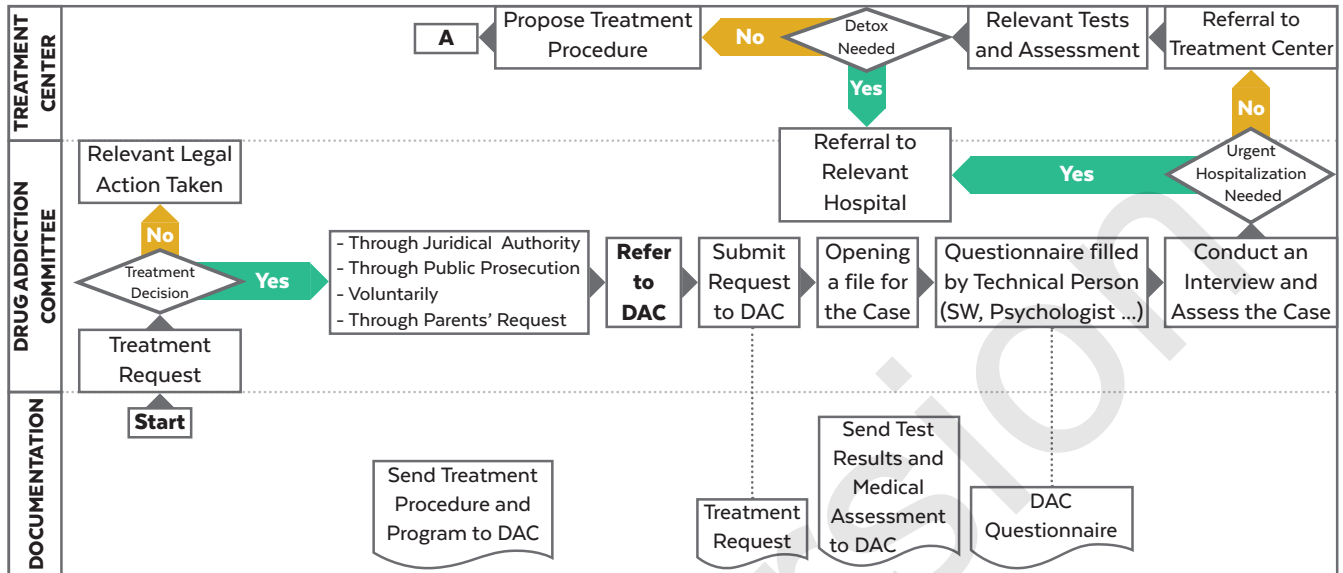 TREATMENT
CENTER
A
Propose Treatment
Procedure
No
Detox
Needed
Relevant Tests
and Assessment
Referral to
Treatment Center
Yes
No
DRUG ADDICTION
COMMITTEE
Relevant Legal
Action Taken
Referral to
Relevant
Hospital
Yes
Urgent
Hospitalization
Needed
No
Treatment
Decision
Yes
- Through Juridical Authority
- Through Public Prosecution
- Voluntarily
- Through Parents’ Request
Refer
to
DAC
Submit
Request
to DAC
Opening
a file for
the Case
Questionnaire filled
by Technical Person
(SW, Psychologist ...)
Conduct an
Interview and
Assess the Case
Treatment
Request
DOCUMENTATION
Start
Send Treatment
Procedure and
Program to DAC
Treatment
Request
Send Test
Results and
Medical
Assessment
to DAC
DAC
Questionnaire
rsion